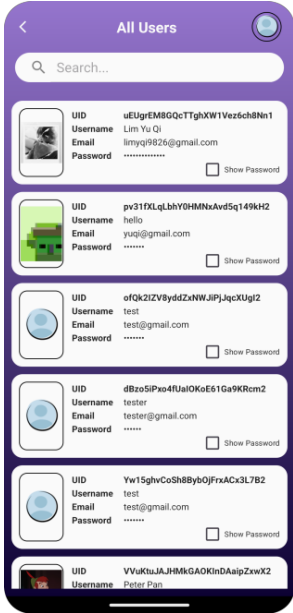 All Users
Search...
UID uEUgrEM8GQcTTghXW1Vez6ch8Nn1
Username Lim Yu Qi
Email limyqi9826@gmail.com
Password ••••••••••••••
Show Password
UID pv31fXLqLbhY0HMNxAvd5q149kH2
Username hello
Email yuqi@gmail.com
Password •••••••
Show Password
UID ofQk2IZV8yddZxNWJiPjJqcXUgI2
Username test
Email test@gmail.com
Password •••••••
Show Password
UID dBzo5iPxo4fUalOKoE61Ga9KRcm2
Username tester
Email tester@gmail.com
Password ••••••
Show Password
UID Yw15ghvCoSh8BybOjFrxACx3L7B2
Username test
Email test@gmail.com
Password •••••••
Show Password
UID VVuKtuJAJHMkGAOKlnDAaipZxwX2
Username Peter Pan